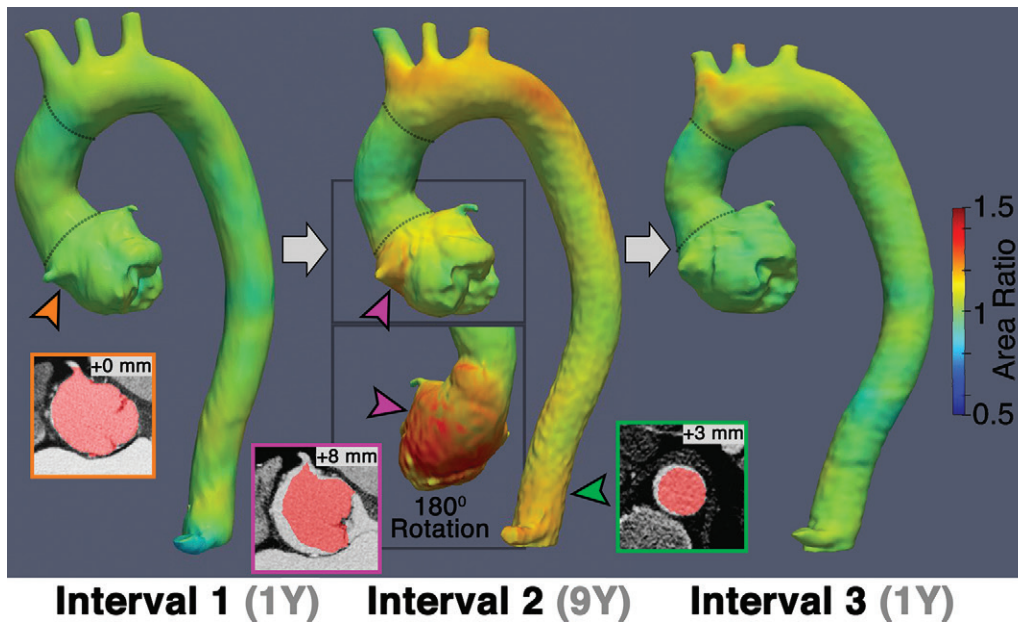 +0 mm
+8 mm
180⁰
Rotation
+3 mm
1.5
1
0.5
Area Ratio
Interval 1 (1Y)
Interval 2 (9Y)
Interval 3 (1Y)